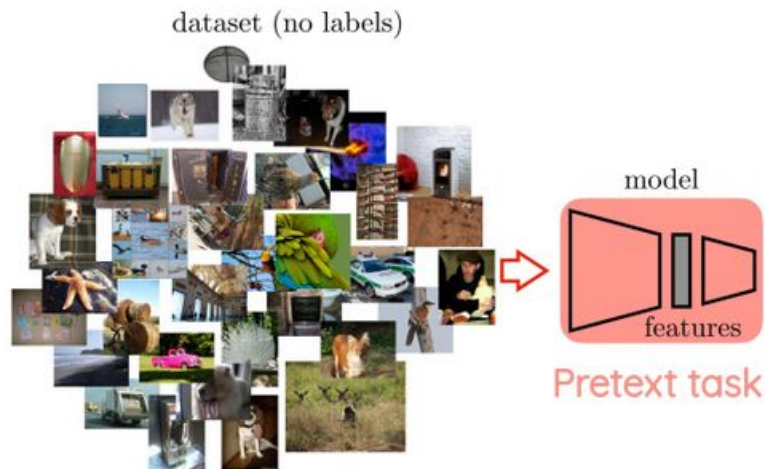 dataset (no labels)
model
features
Pretext task